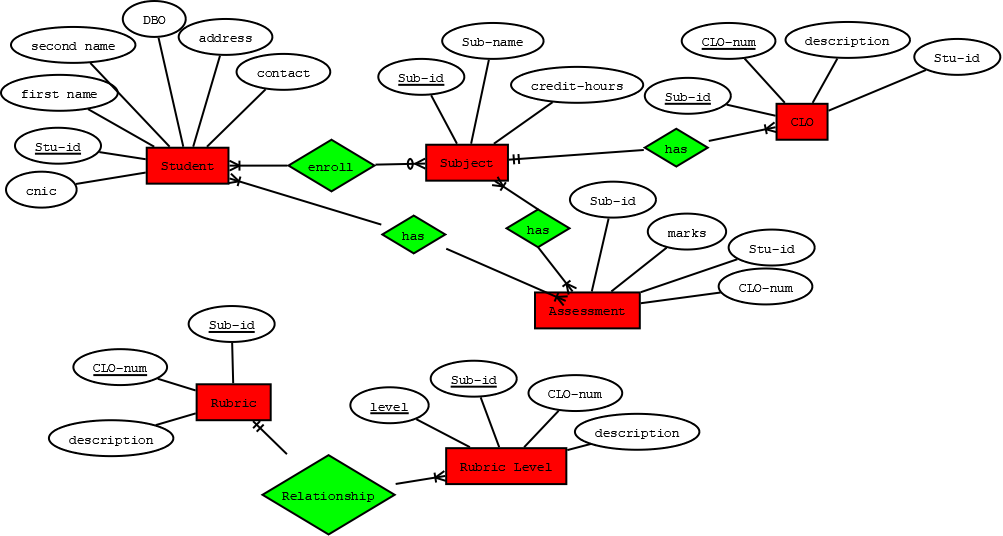 DBO
second name
address
contact
first name
Stu-id
cnic
Student
enroll
Sub-name
Sub-id
credit-hours
Subject
has
CLO-num
description
Stu-id
Sub-id
CLO
has
has
Sub-id
marks
Stu-id
CLO-num
Assessment
Sub-id
CLO-num
description
Rubric
Relationship
level
Sub-id
CLO-num
description
Rubric Level